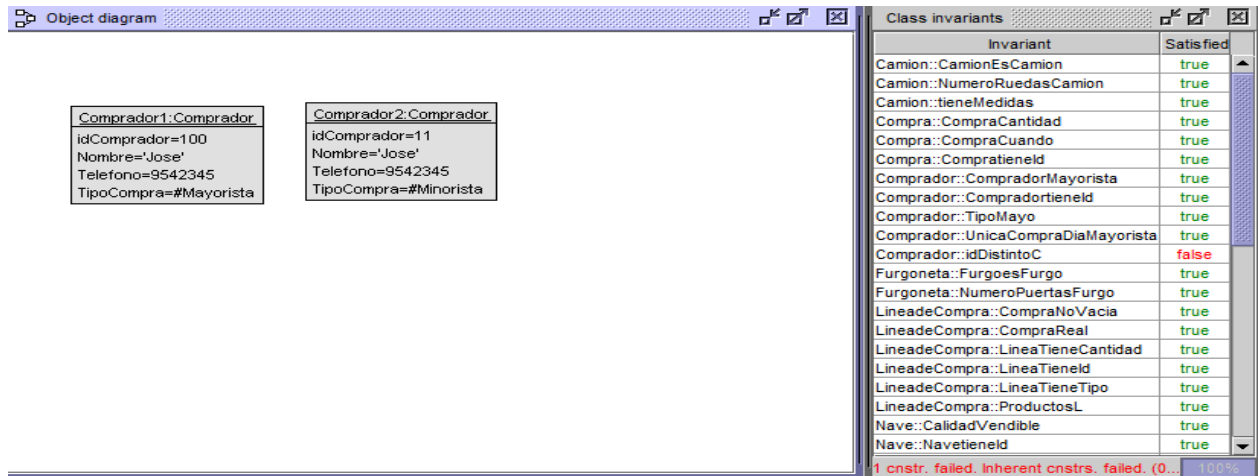 Object diagram
Comprador1:Comprador
idComprador=100
Nombre='Jose'
Telefono=9542345
TipoCompra=#Mayorista
Comprador2:Comprador
idComprador=11
Nombre='Jose'
Telefono=9542345
TipoCompra=#Minorista
Class invariants
Invariant Satisfied
Camion::CamionEsCamion true
Camion::NumeroRuedasCamion true
Camion::tieneMedidas true
Compra::CompraCantidad true
Compra::CompraCuando true
Compra::CompratieneId true
Comprador::CompradorMayorista true
Comprador::CompradortieneId true
Comprador::TipoMayo true
Comprador::UnicaCompraDiaMayorista true
Comprador::idDistintoC false
Furgoneta::FurgoesFurgo true
Furgoneta::NumeroPuertasFurgo true
LineadeCompra::CompraNoVacia true
LineadeCompra::CompraReal true
LineadeCompra::LineaTieneCantidad true
LineadeCompra::LineaTieneId true
LineadeCompra::LineaTieneTipo true
LineadeCompra::ProductosL true
Nave::CalidadVendible true
Nave::NavetieneId true
1 cnstr. failed. Inherent cnstrs. failed. (0... 100%